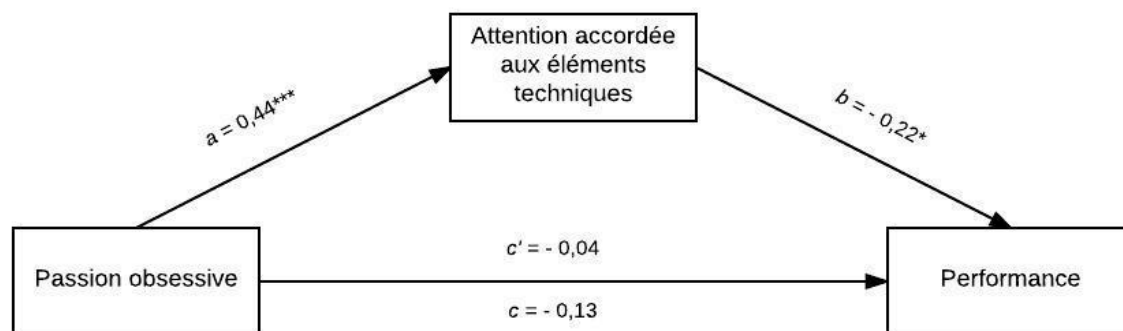 Attention accordée
aux éléments
techniques
a = 0,44***
b = - 0,22*
Passion obsessive
c' = - 0,04
c = - 0,13
Performance